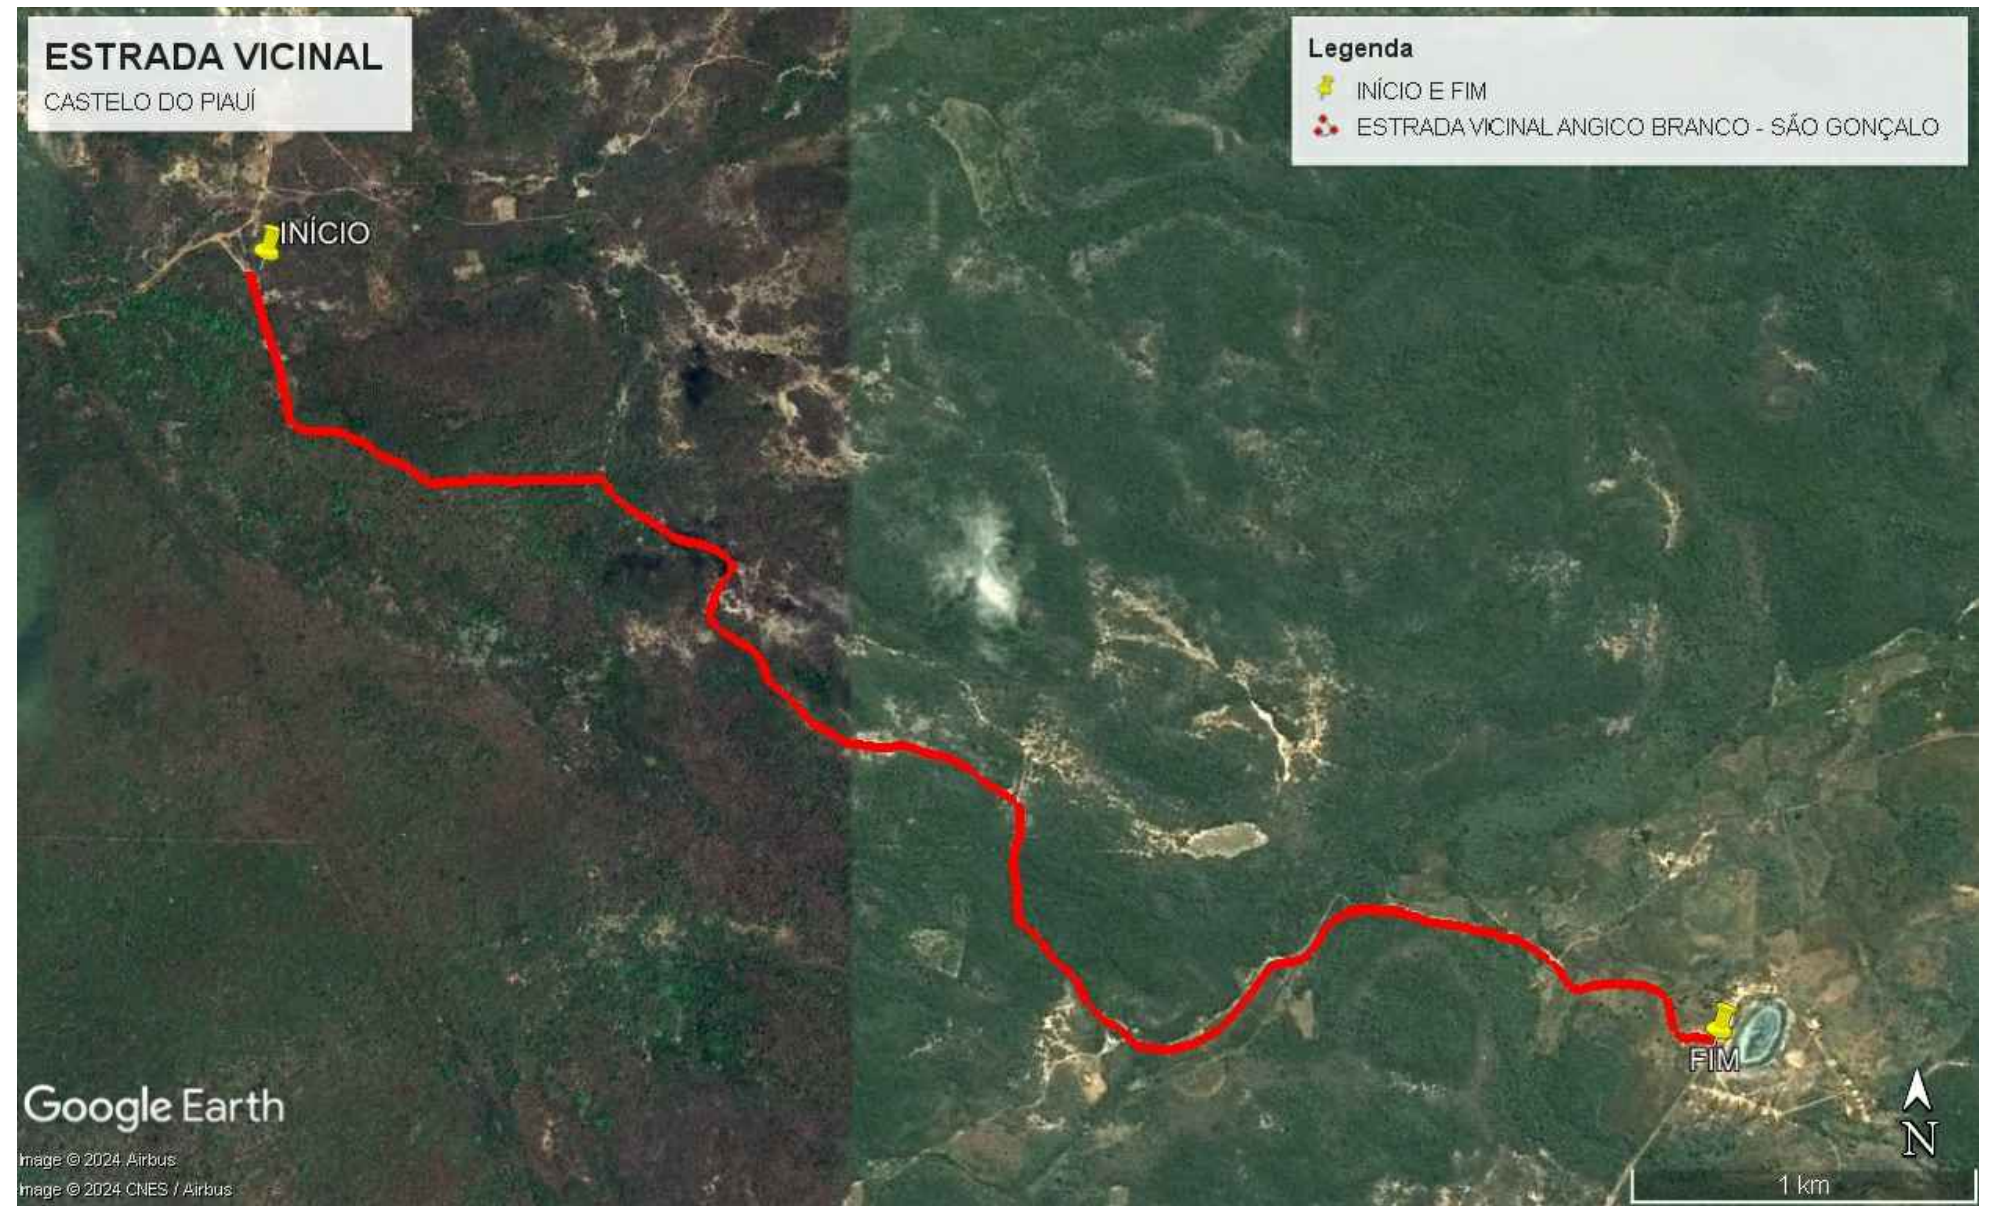 ESTRADA VICINAL
CASTELO DO PIAUÍ
Legenda
INÍCIO E FIM
ESTRADA VICINAL ANGICO BRANCO - SÃO GONÇALO
INÍCIO
FIM
Google Earth
Image © 2024 Airbus
Image © 2024 CNES / Airbus
N
1 km